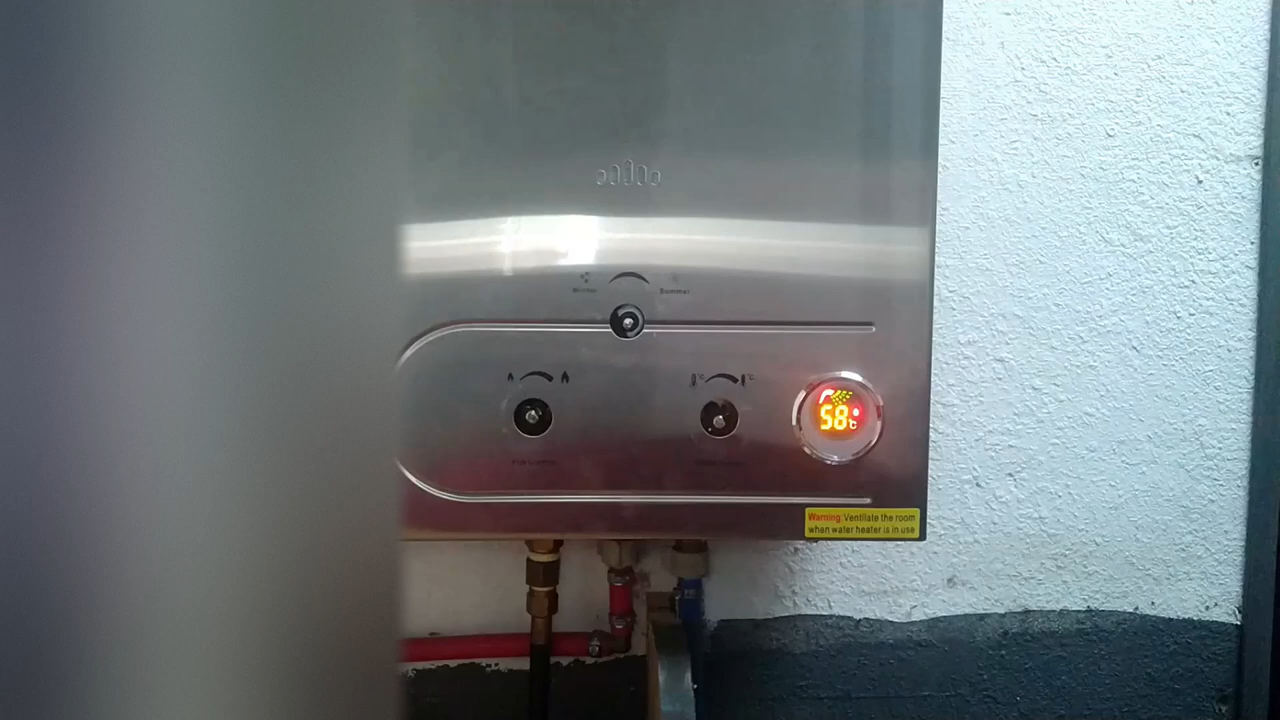 Winter Summer
°C °C
58 °C
Warning: Ventilate the room
when water heater is in use